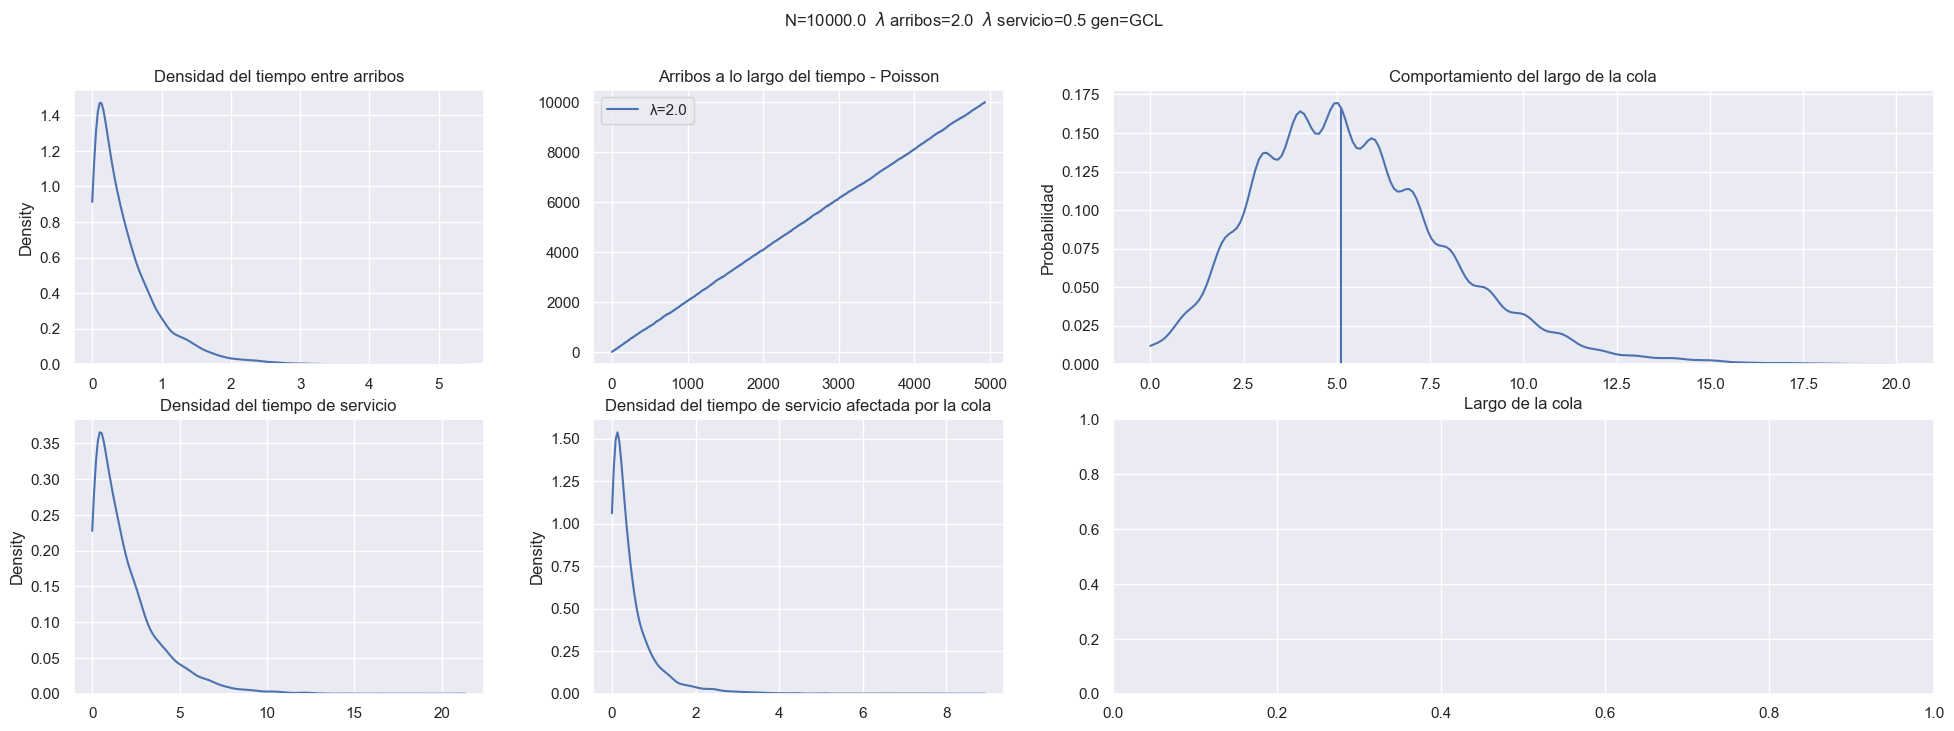 N=10000.0 λ arribos=2.0 λ servicio=0.5 gen=GCL
Densidad del tiempo entre arribos
Density
1.4
1.2
1.0
0.8
0.6
0.4
0.2
0.0
0 1 2 3 4 5
Arribos a lo largo del tiempo - Poisson
λ=2.0
10000
8000
6000
4000
2000
0
0 1000 2000 3000 4000 5000
Comportamiento del largo de la cola
Probabilidad
0.175
0.150
0.125
0.100
0.075
0.050
0.025
0.000
0.0 2.5 5.0 7.5 10.0 12.5 15.0 17.5 20.0
Densidad del tiempo de servicio
Density
0.35
0.30
0.25
0.20
0.15
0.10
0.05
0.00
0 5 10 15 20
Densidad del tiempo de servicio afectada por la cola
Density
1.50
1.25
1.00
0.75
0.50
0.25
0.00
0 2 4 6 8
Largo de la cola
1.0
0.8
0.6
0.4
0.2
0.0
0.0 0.2 0.4 0.6 0.8 1.0